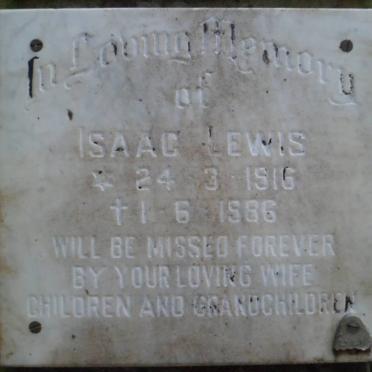 In Loving Memory
of
ISAAC LEWIS
* 24 3 1916
† 1 6 1986
WILL BE MISSED FOREVER
BY YOUR LOVING WIFE
CHILDREN AND GRANDCHILDREN